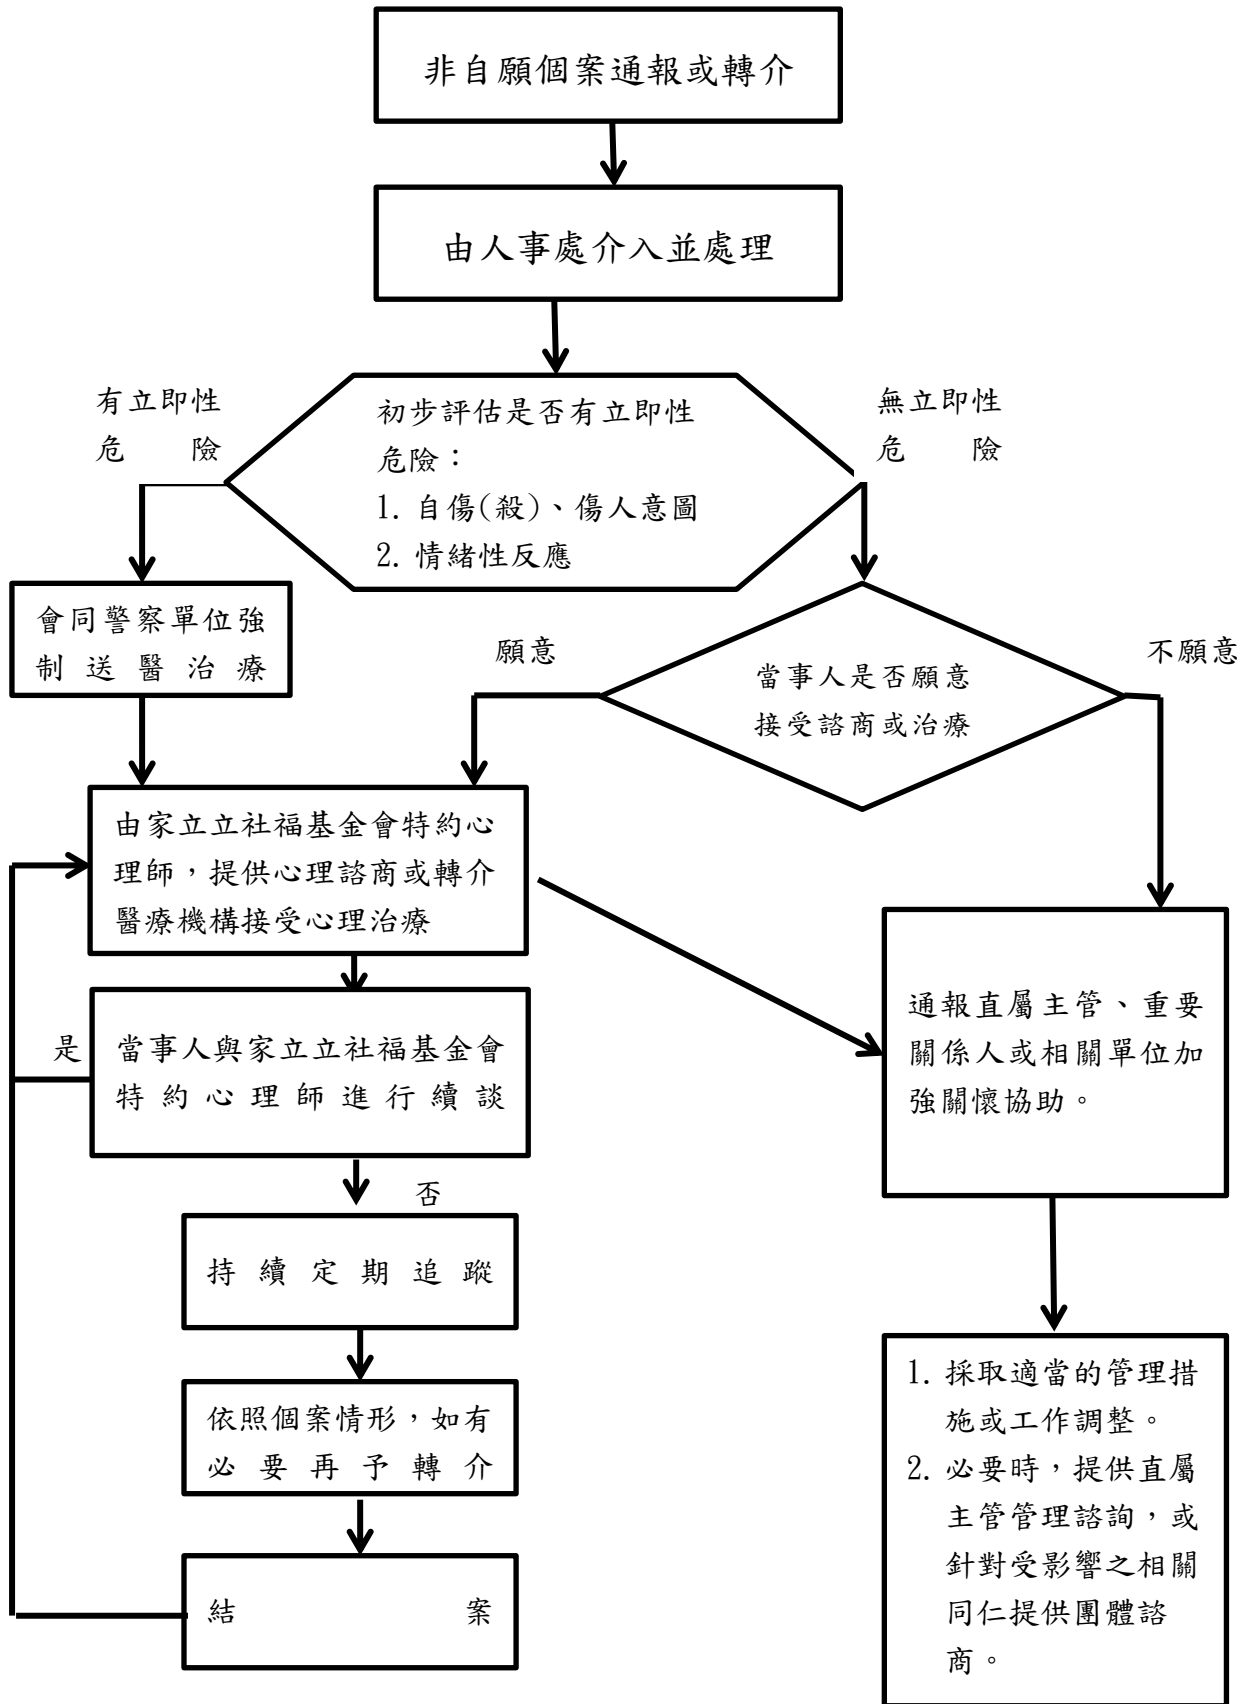 非自願個案通報或轉介
由人事處介入並處理
有立即性
危險
初步評估是否有立即性
危險：
1. 自傷(殺)、傷人意圖
2. 情緒性反應
無立即性
危險
會同警察單位強
制送醫治療
願意
當事人是否願意
接受諮商或治療
不願意
由家立立社福基金會特約心
理師，提供心理諮商或轉介
醫療機構接受心理治療
通報直屬主管、重要
關係人或相關單位加
強關懷協助。
是
當事人與家立立社福基金會
特約心理師進行續談
否
持續定期追蹤
依照個案情形，如有
必要再予轉介
結案
1. 採取適當的管理措
施或工作調整。
2. 必要時，提供直屬
主管管理諮詢，或
針對受影響之相關
同仁提供團體諮
商。